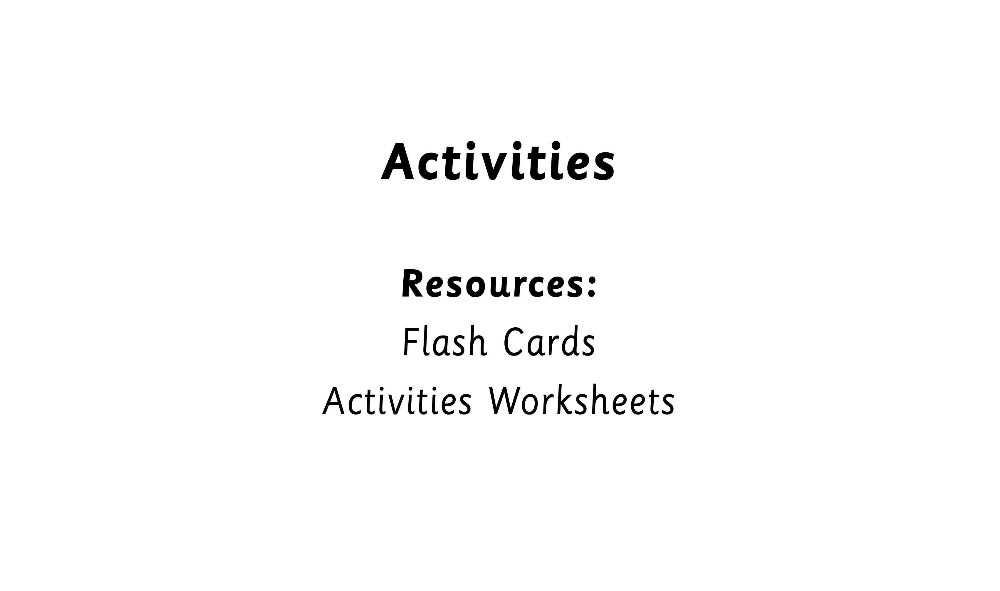 Activities
Resources:
Flash Cards
Activities Worksheets